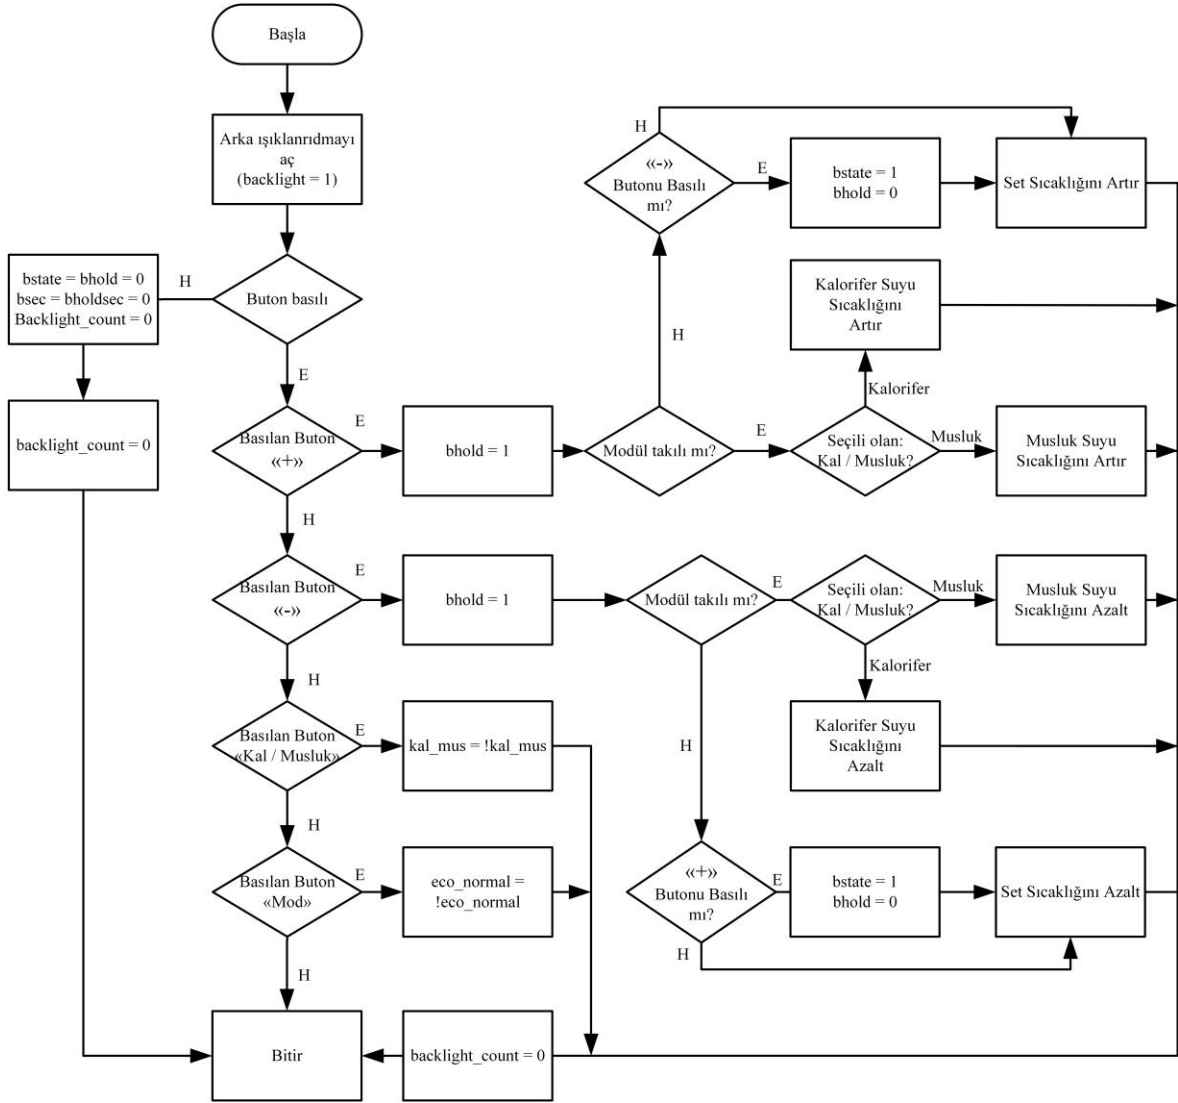 Başla
Arka ışıklanrıdmayı
aç
(backlight = 1)
H
bstate = bhold = 0
bsec = bholdsec = 0
Backlight_count = 0
Buton basılı
E
backlight_count = 0
Basılan Buton
«+»
E
bhold = 1
Modül takılı mı?
H
«-»
Butonu Basılı
mı?
H
E
bstate = 1
bhold = 0
Set Sıcaklığını Artır
E
Seçili olan:
Kal / Musluk?
Kalorifer
Kalorifer Suyu
Sıcaklığını
Artır
Musluk
Musluk Suyu
Sıcaklığını Artır
H
Basılan Buton
«-»
E
bhold = 1
Modül takılı mı?
E
Seçili olan:
Kal / Musluk?
Musluk
Musluk Suyu
Sıcaklığını Azalt
Kalorifer
Kalorifer Suyu
Sıcaklığını
Azalt
H
«+»
Butonu Basılı
mı?
E
bstate = 1
bhold = 0
Set Sıcaklığını Azalt
H
H
Basılan Buton
«Kal / Musluk»
E
kal_mus = !kal_mus
H
Basılan Buton
«Mod»
E
eco_normal =
!eco_normal
H
Bitir
backlight_count = 0